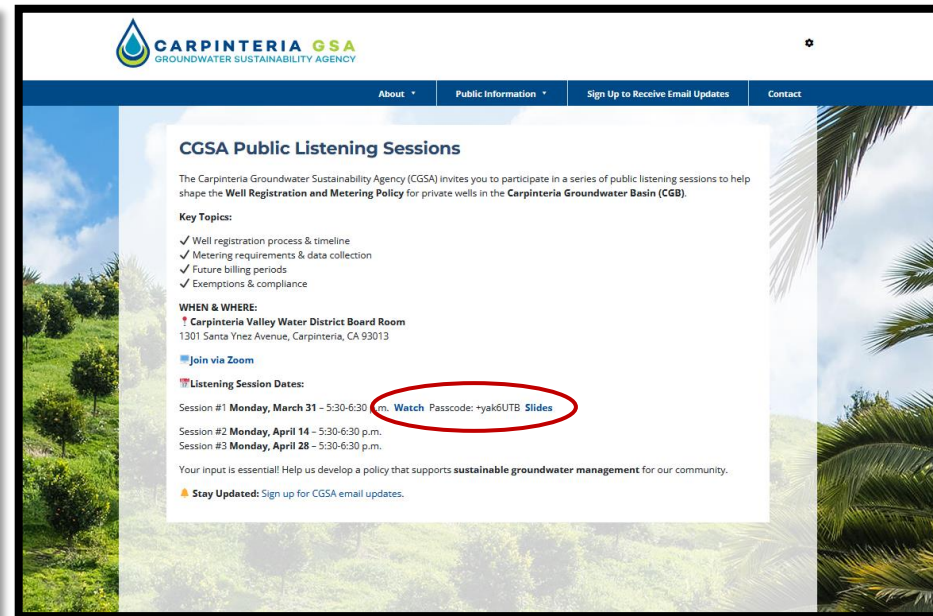 CARPINTERIA GSA
GROUNDWATER SUSTAINABILITY AGENCY
About Public Information Sign Up to Receive Email Updates Contact
CGSA Public Listening Sessions
The Carpinteria Groundwater Sustainability Agency (CGSA) invites you to participate in a series of public listening sessions to help
shape the Well Registration and Metering Policy for private wells in the Carpinteria Groundwater Basin (CGB).
Key Topics:
✓ Well registration process & timeline
✓ Metering requirements & data collection
✓ Future billing periods
✓ Exemptions & compliance
WHEN & WHERE:
📍 Carpinteria Valley Water District Board Room
1301 Santa Ynez Avenue, Carpinteria, CA 93013
💻Join via Zoom
📅Listening Session Dates:
Session #1 Monday, March 31 – 5:30-6:30 p.m. Watch Passcode: +yak6UTB Slides
Session #2 Monday, April 14 – 5:30-6:30 p.m.
Session #3 Monday, April 28 – 5:30-6:30 p.m.
Your input is essential! Help us develop a policy that supports sustainable groundwater management for our community.
🔔 Stay Updated: Sign up for CGSA email updates.